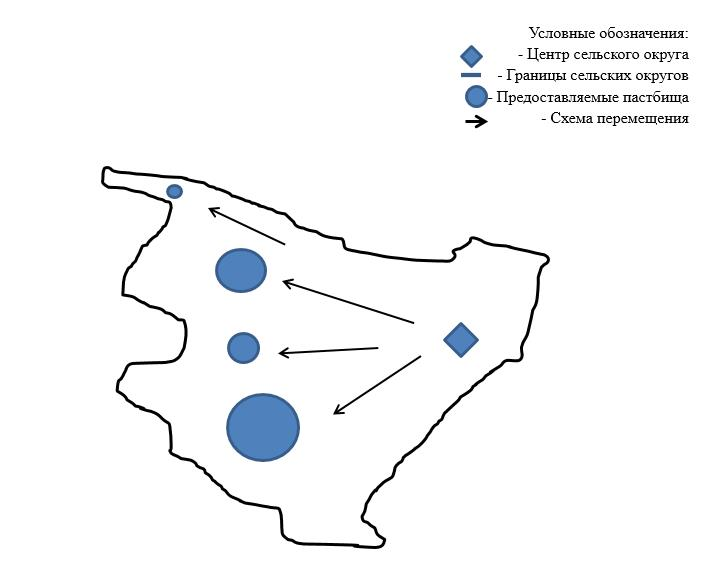 Условные обозначения:
- Центр сельского округа
- Границы сельских округов
- Предоставляемые пастбища
- Схема перемещения